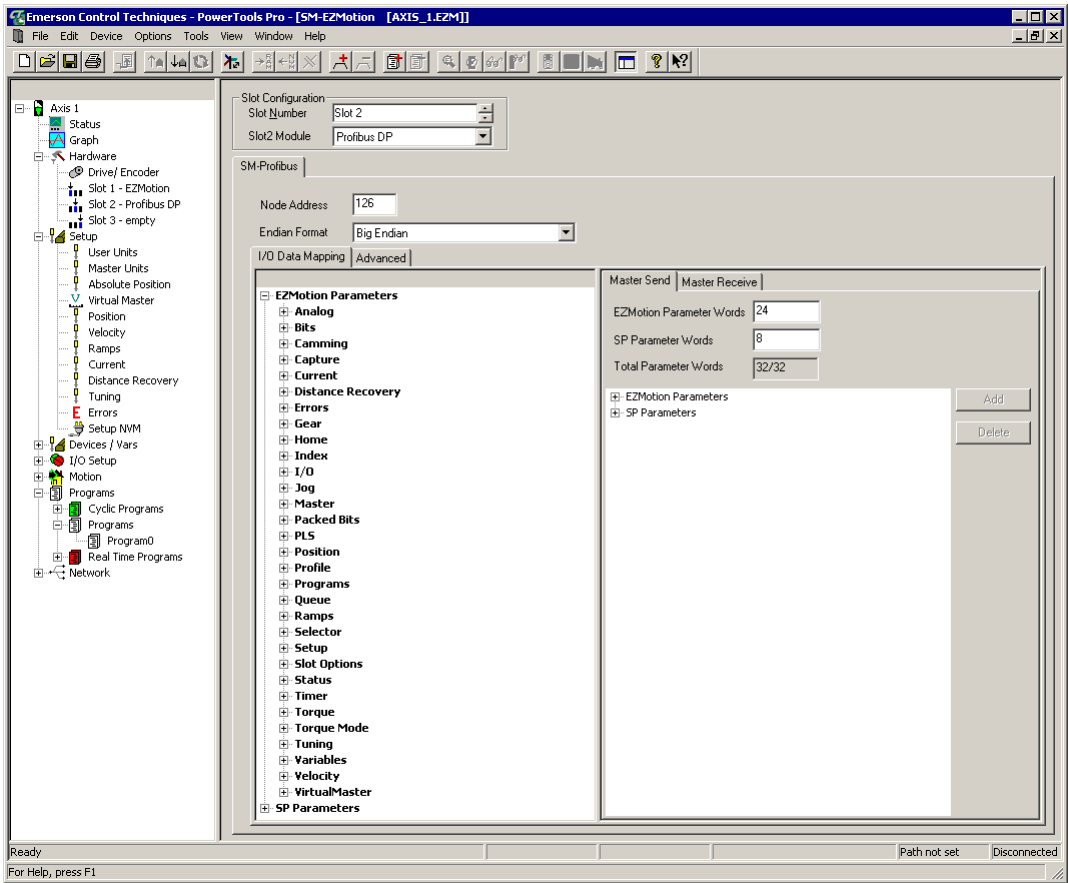 Emerson Control Techniques - PowerTools Pro - [SM-EZMotion   [AXIS_1.EZM]]
File Edit Device Options Tools View Window Help
Axis 1
Status
Graph
Hardware
Drive/ Encoder
Slot 1 - EZMotion
Slot 2 - Profibus DP
Slot 3 - empty
Setup
User Units
Master Units
Absolute Position
Virtual Master
Position
Velocity
Ramps
Current
Distance Recovery
Tuning
E Errors
Setup NVM
Devices / Vars
I/O Setup
Motion
Programs
Cyclic Programs
Programs
Program0
Real Time Programs
Network
Slot Configuration
Slot Number Slot 2
Slot2 Module Profibus DP
SM-Profibus
Node Address 126
Endian Format Big Endian
I/O Data Mapping Advanced
EZMotion Parameters
Analog
Bits
Camming
Capture
Current
Distance Recovery
Errors
Gear
Home
Index
I/O
Jog
Master
Packed Bits
PLS
Position
Profile
Programs
Queue
Ramps
Selector
Setup
Slot Options
Status
Timer
Torque
Torque Mode
Tuning
Variables
Velocity
VirtualMaster
SP Parameters
Master Send Master Receive
EZMotion Parameter Words 24
SP Parameter Words 8
Total Parameter Words 32/32
EZMotion Parameters
SP Parameters
Add
Delete
Ready Path not set Disconnected
For Help, press F1